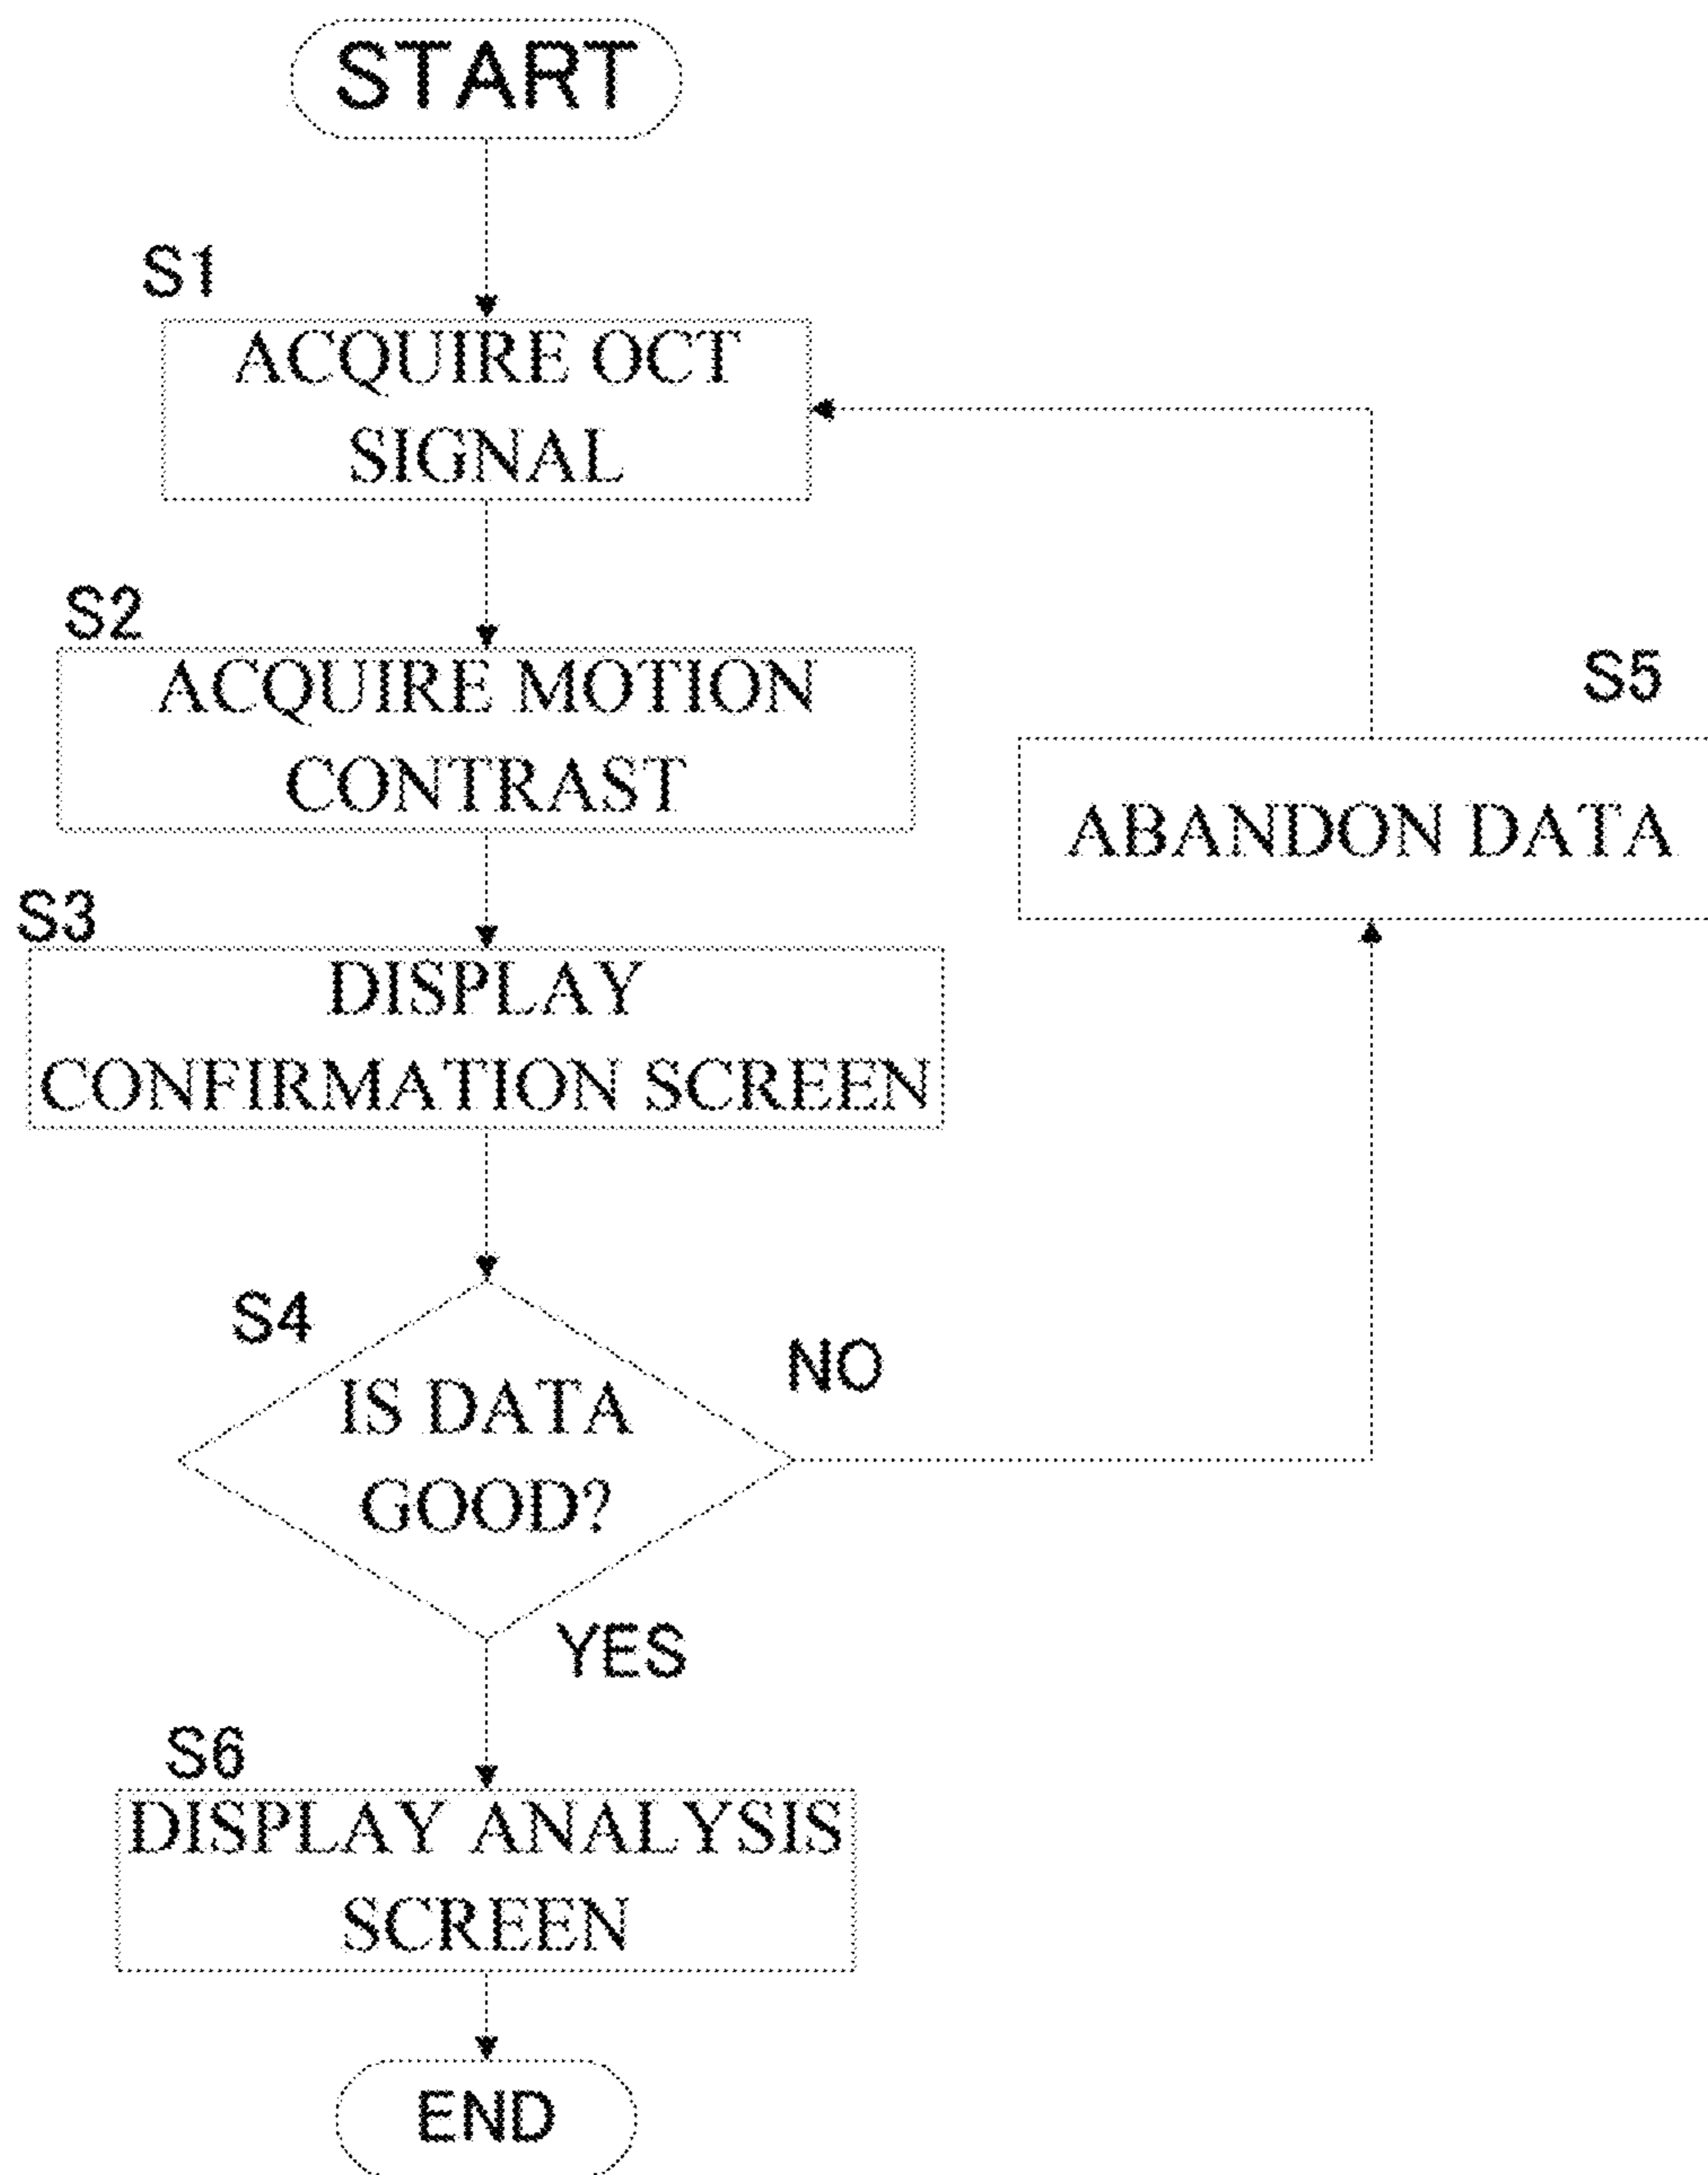 START
S1
ACQUIRE OCT
SIGNAL
S2
ACQUIRE MOTION
CONTRAST
S3
DISPLAY
CONFIRMATION SCREEN
S4
IS DATA
GOOD?
NO
YES
S5
ABANDON DATA
S6
DISPLAY ANALYSIS
SCREEN
END